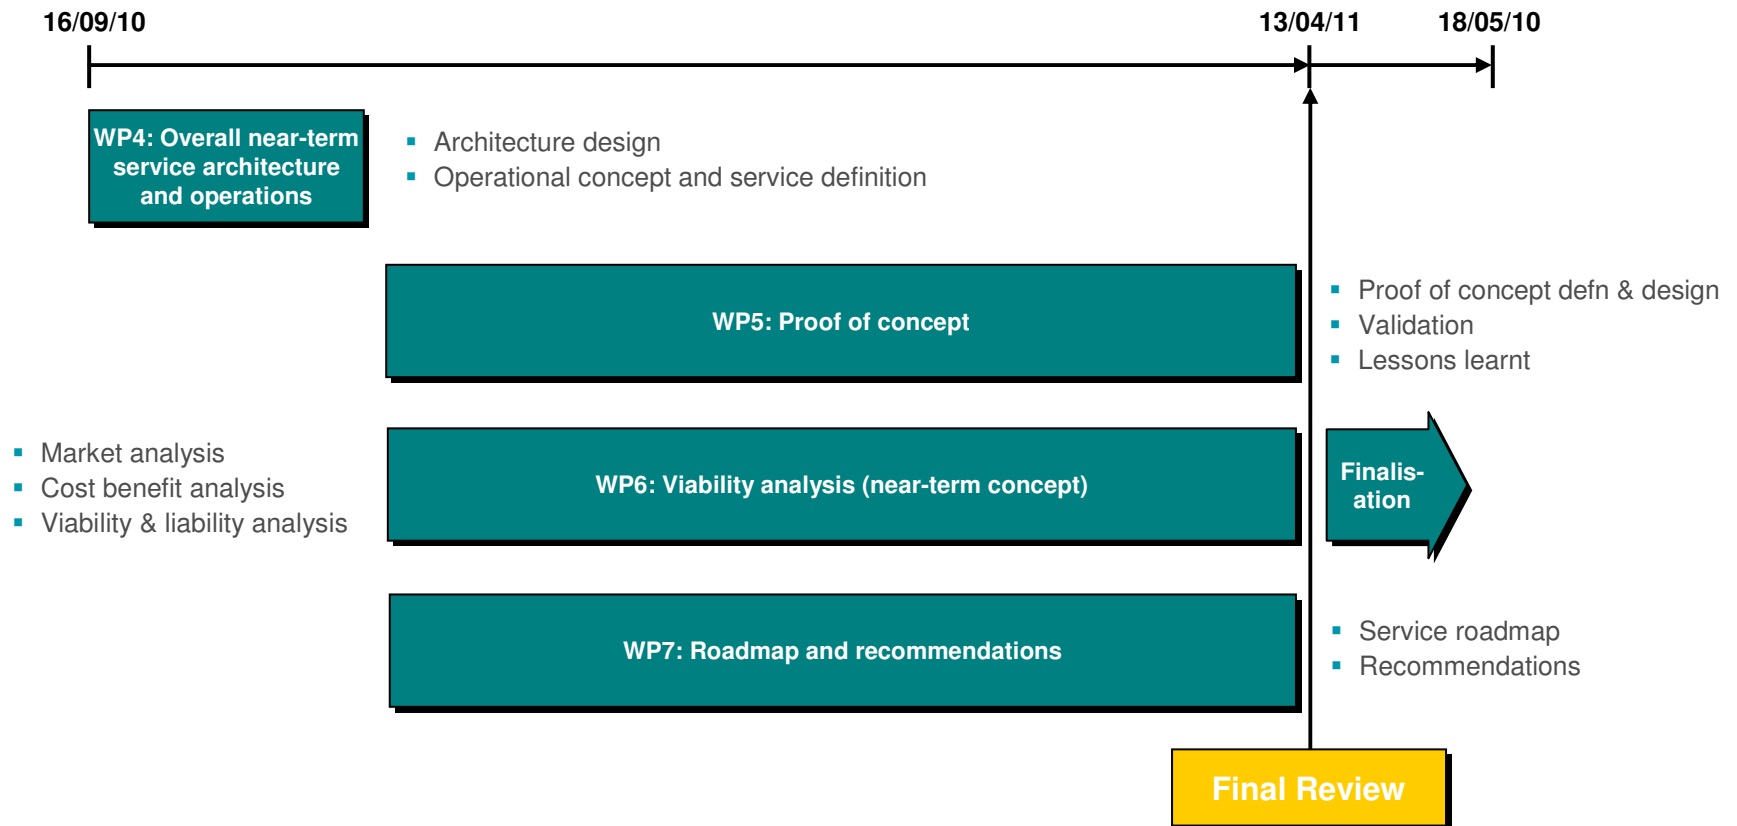 16/09/10
13/04/11
18/05/10
WP4: Overall near-term
service architecture
and operations
▪ Architecture design
▪ Operational concept and service definition
WP5: Proof of concept
▪ Proof of concept defn & design
▪ Validation
▪ Lessons learnt
▪ Market analysis
▪ Cost benefit analysis
▪ Viability & liability analysis
WP6: Viability analysis (near-term concept)
Finalis-
ation
WP7: Roadmap and recommendations
▪ Service roadmap
▪ Recommendations
Final Review